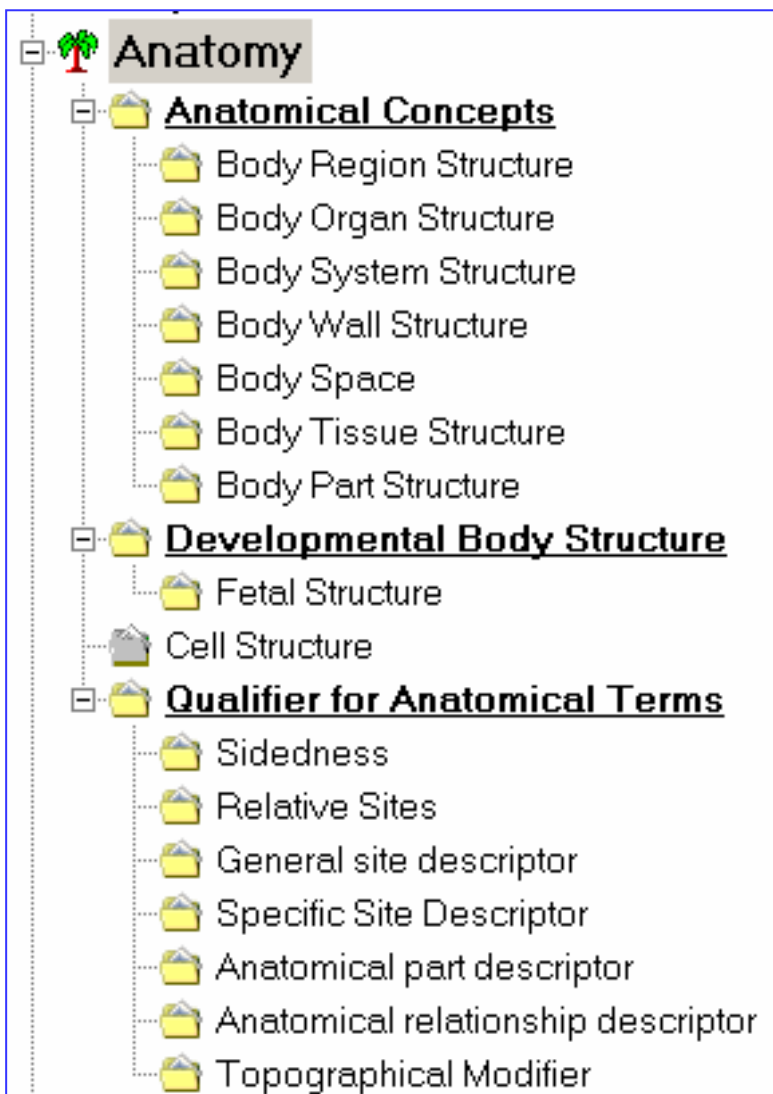 Anatomy
Anatomical Concepts
Body Region Structure
Body Organ Structure
Body System Structure
Body Wall Structure
Body Space
Body Tissue Structure
Body Part Structure
Developmental Body Structure
Fetal Structure
Cell Structure
Qualifier for Anatomical Terms
Sidedness
Relative Sites
General site descriptor
Specific Site Descriptor
Anatomical part descriptor
Anatomical relationship descriptor
Topographical Modifier